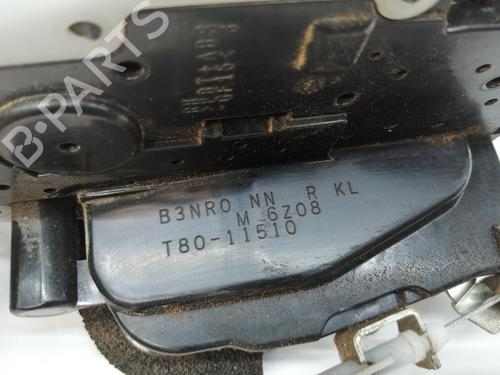 B-PARTS
B3NR0 NN R KL
M 6Z08
T80-11510